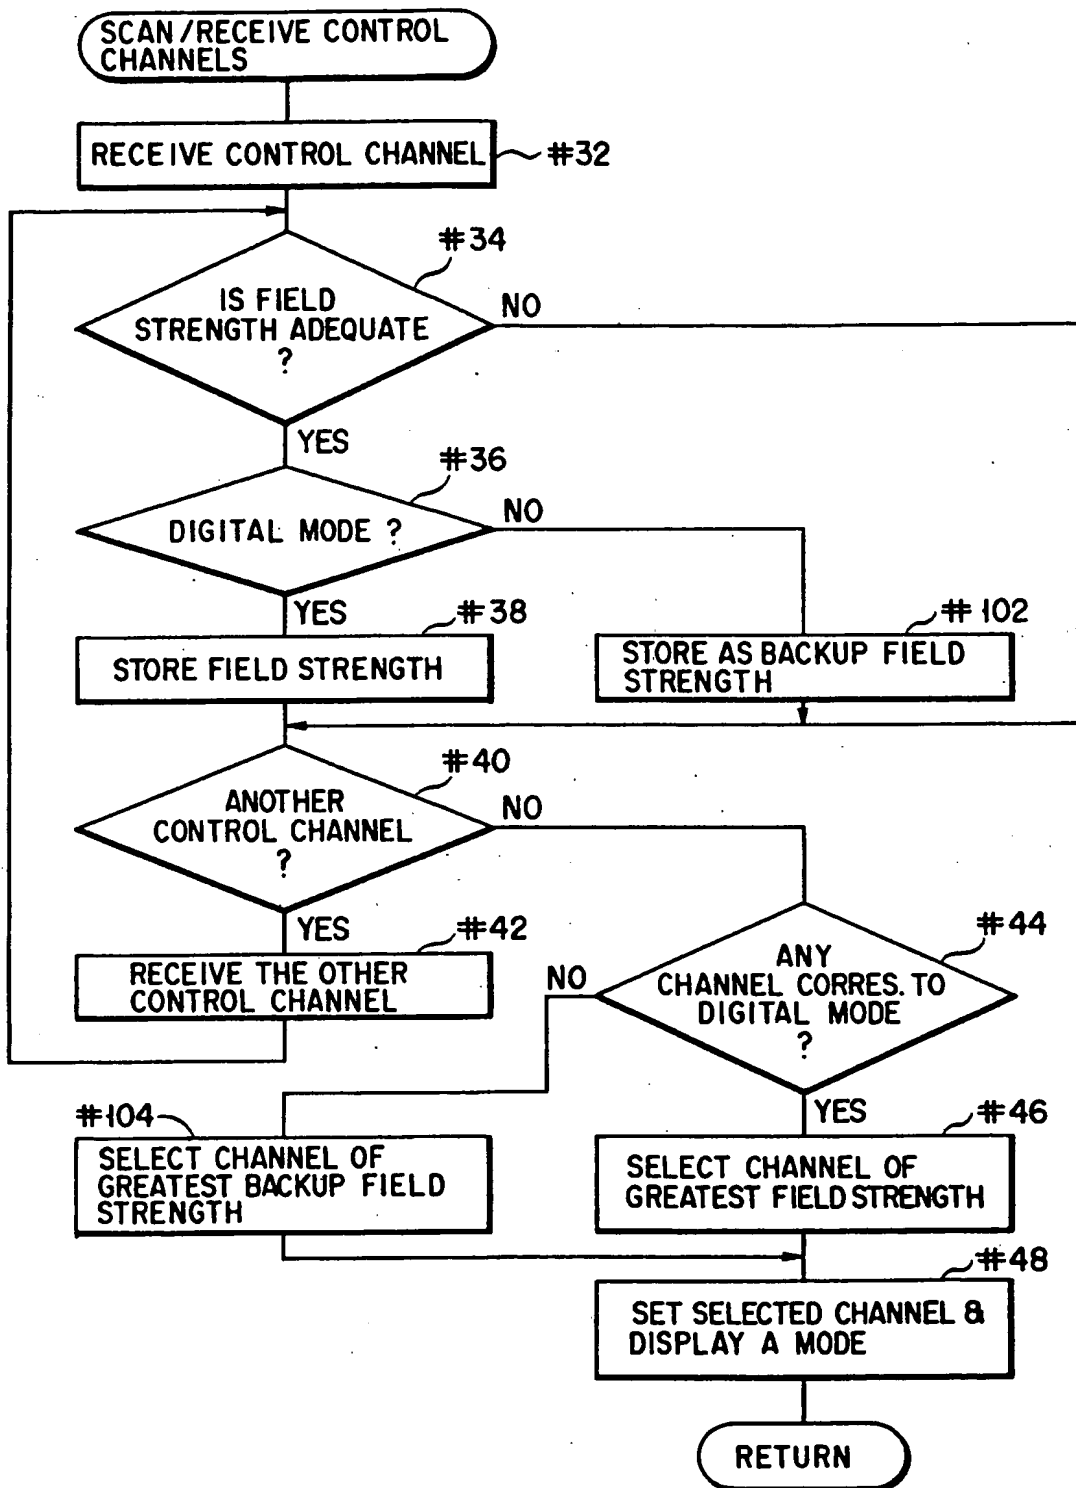 SCAN/RECEIVE CONTROL
CHANNELS
RECEIVE CONTROL CHANNEL
#32
#34
IS FIELD
STRENGTH ADEQUATE
?
NO
YES
#36
DIGITAL MODE ?
NO
YES
#38
STORE FIELD STRENGTH
#102
STORE AS BACKUP FIELD
STRENGTH
#40
ANOTHER
CONTROL CHANNEL
?
NO
YES
#42
RECEIVE THE OTHER
CONTROL CHANNEL
#44
ANY
CHANNEL CORRES. TO
DIGITAL MODE
?
NO
YES
#104
SELECT CHANNEL OF
GREATEST BACKUP FIELD
STRENGTH
#46
SELECT CHANNEL OF
GREATEST FIELD STRENGTH
#48
SET SELECTED CHANNEL &
DISPLAY A MODE
RETURN